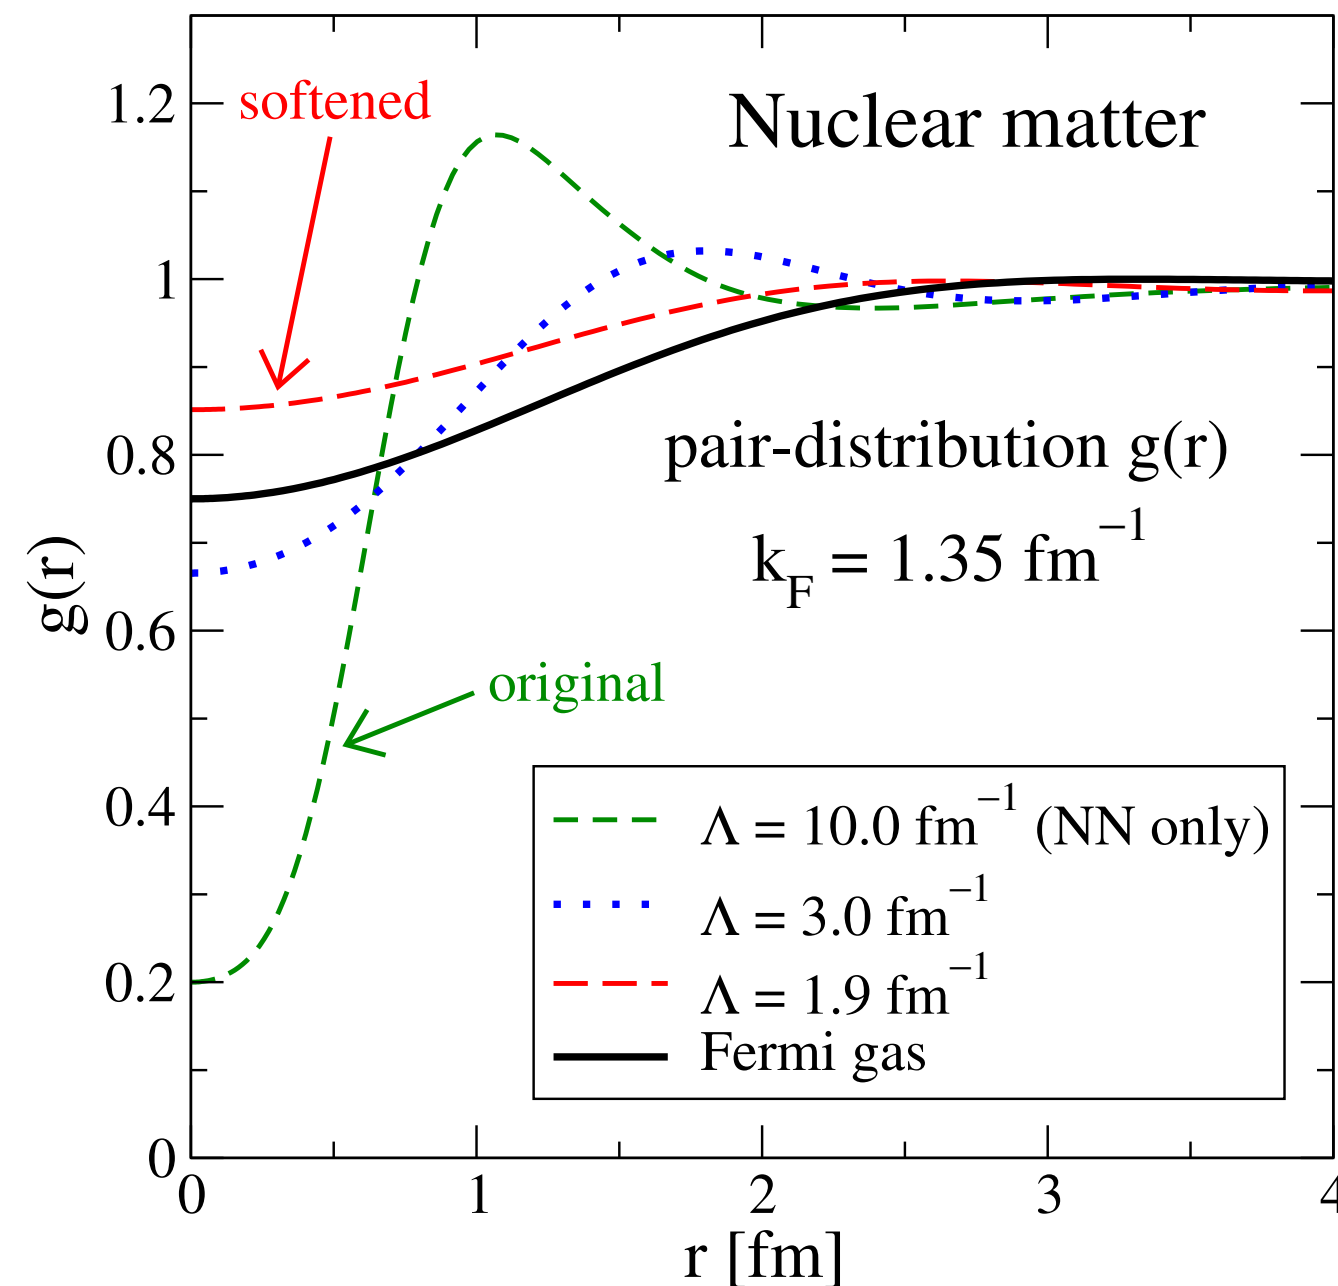 softened
Nuclear matter
pair-distribution g(r)
k_F = 1.35 fm⁻¹
original
Λ = 10.0 fm⁻¹ (NN only)
Λ = 3.0 fm⁻¹
Λ = 1.9 fm⁻¹
Fermi gas
g(r)
1.2
1
0.8
0.6
0.4
0.2
0
0 1 2 3 4
r [fm]